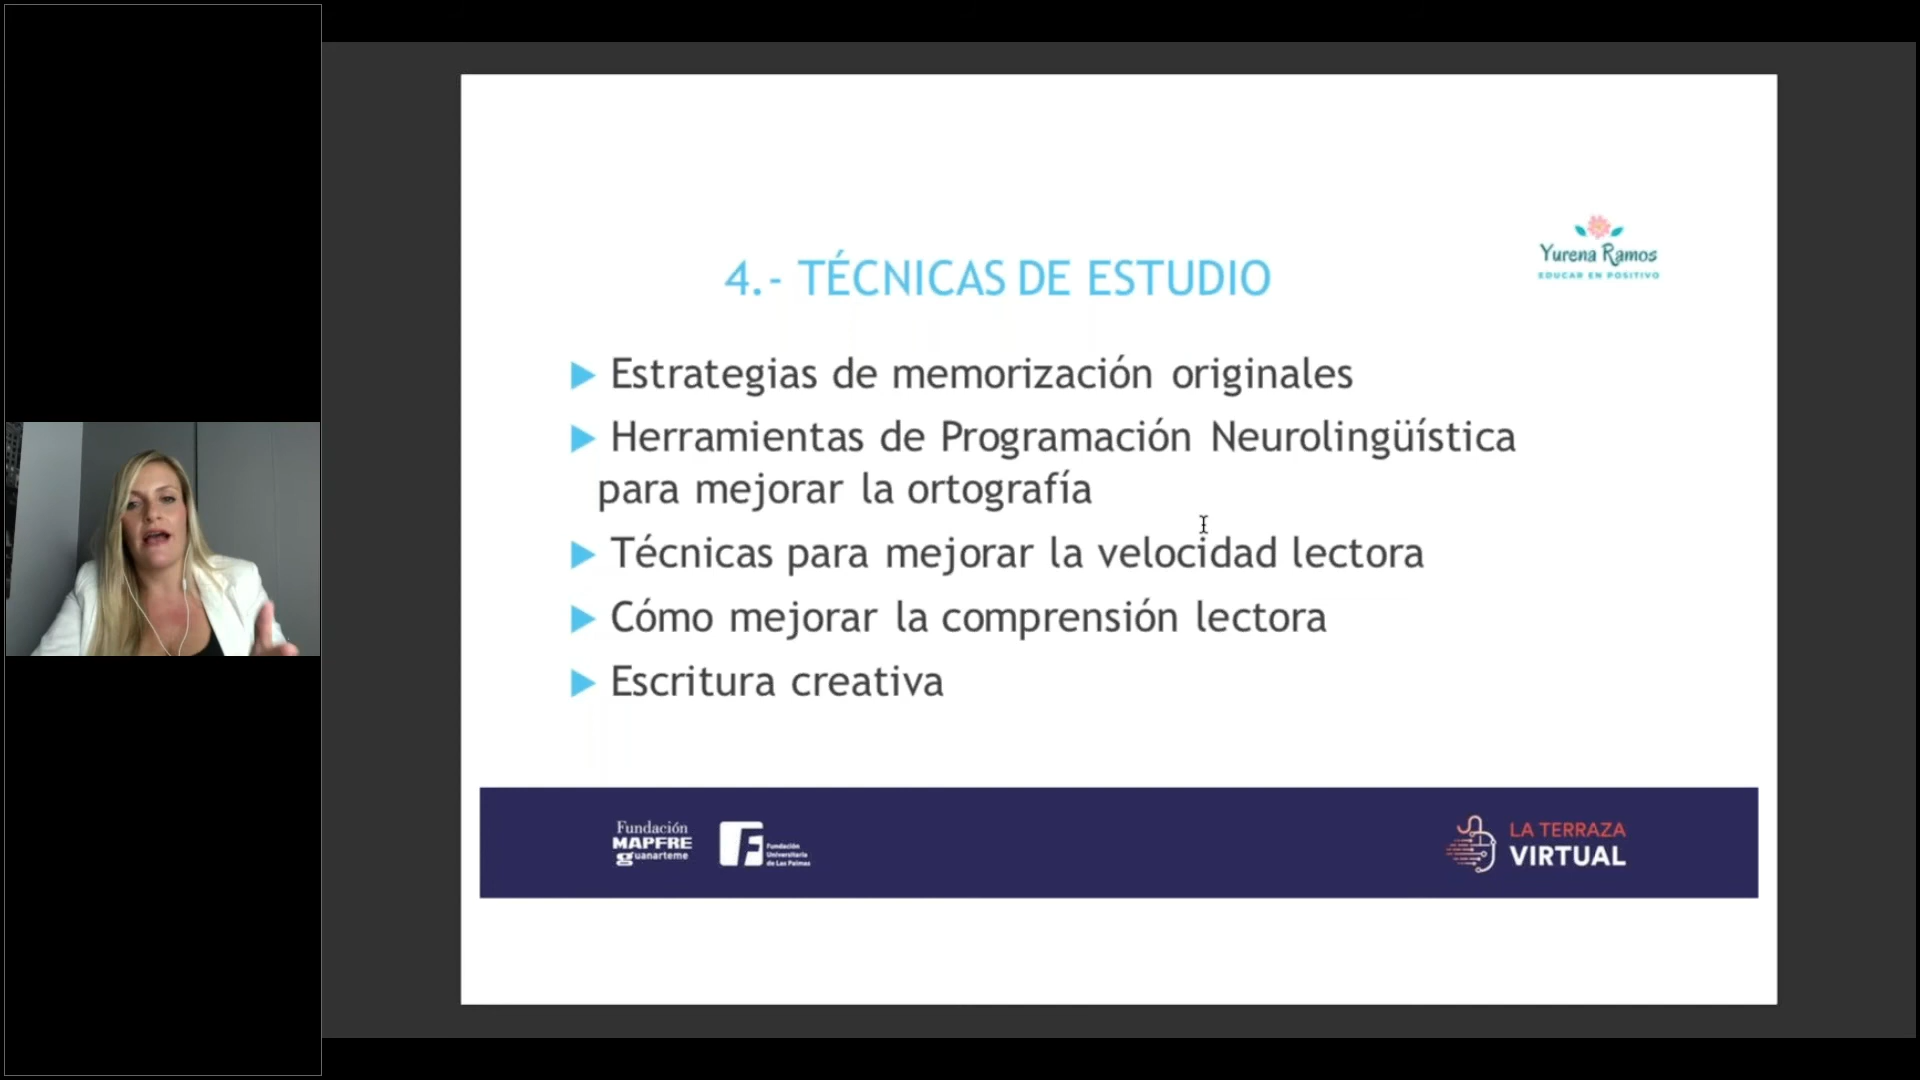 Yurena Ramos
EDUCAR EN POSITIVO
4.- TÉCNICAS DE ESTUDIO
Estrategias de memorización originales
Herramientas de Programación Neurolingüística
para mejorar la ortografía
Técnicas para mejorar la velocidad lectora
Cómo mejorar la comprensión lectora
Escritura creativa
Fundación
MAPFRE
guanarteme
Fundación
Universitaria
de Las Palmas
LA TERRAZA
VIRTUAL